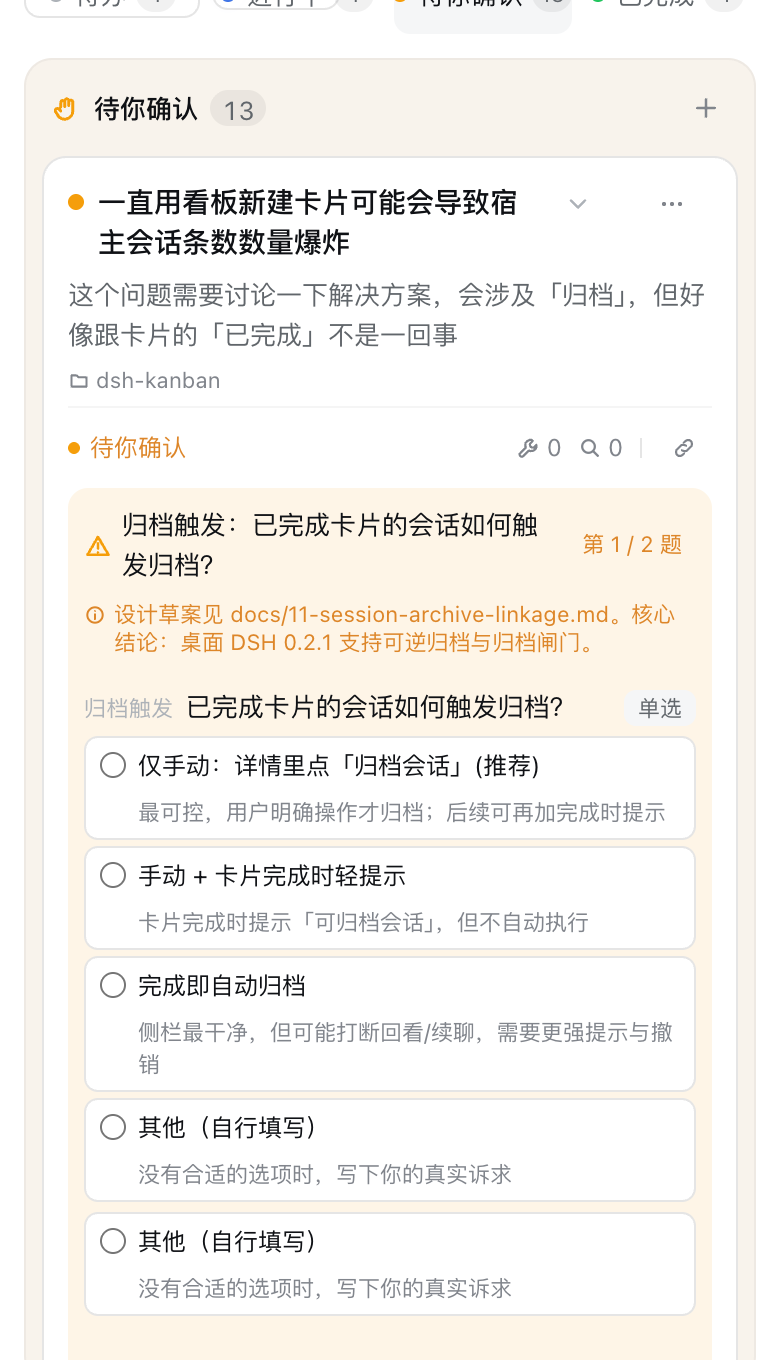 待办
进行中
待你确认 13
已完成
待你确认 13
一直用看板新建卡片可能会导致宿
主会话条数数量爆炸
这个问题需要讨论一下解决方案，会涉及「归档」，但好
像跟卡片的「已完成」不是一回事
dsh-kanban
待你确认 0 0
归档触发：已完成卡片的会话如何触
发归档？
第 1 / 2 题
设计草案见 docs/11-session-archive-linkage.md。核心
结论：桌面 DSH 0.2.1 支持可逆归档与归档闸门。
归档触发 已完成卡片的会话如何触发归档？ 单选
仅手动：详情里点「归档会话」(推荐)
最可控，用户明确操作才归档；后续可再加完成时提示
手动 + 卡片完成时轻提示
卡片完成时提示「可归档会话」，但不自动执行
完成即自动归档
侧栏最干净，但可能打断回看/续聊，需要更强提示与撤
销
其他（自行填写）
没有合适的选项时，写下你的真实诉求
其他（自行填写）
没有合适的选项时，写下你的真实诉求